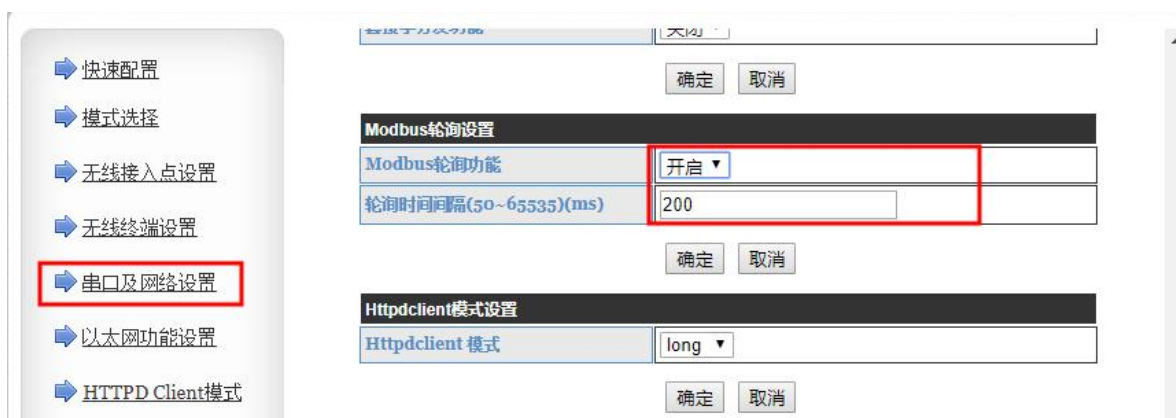 快速配置
模式选择
无线接入点设置
无线终端设置
串口及网络设置
以太网功能设置
HTTPD Client模式
确定 取消
Modbus轮询设置
Modbus轮询功能 开启
轮询时间间隔(50~65535)(ms) 200
确定 取消
Httpdclient模式设置
Httpdclient 模式 long
确定 取消